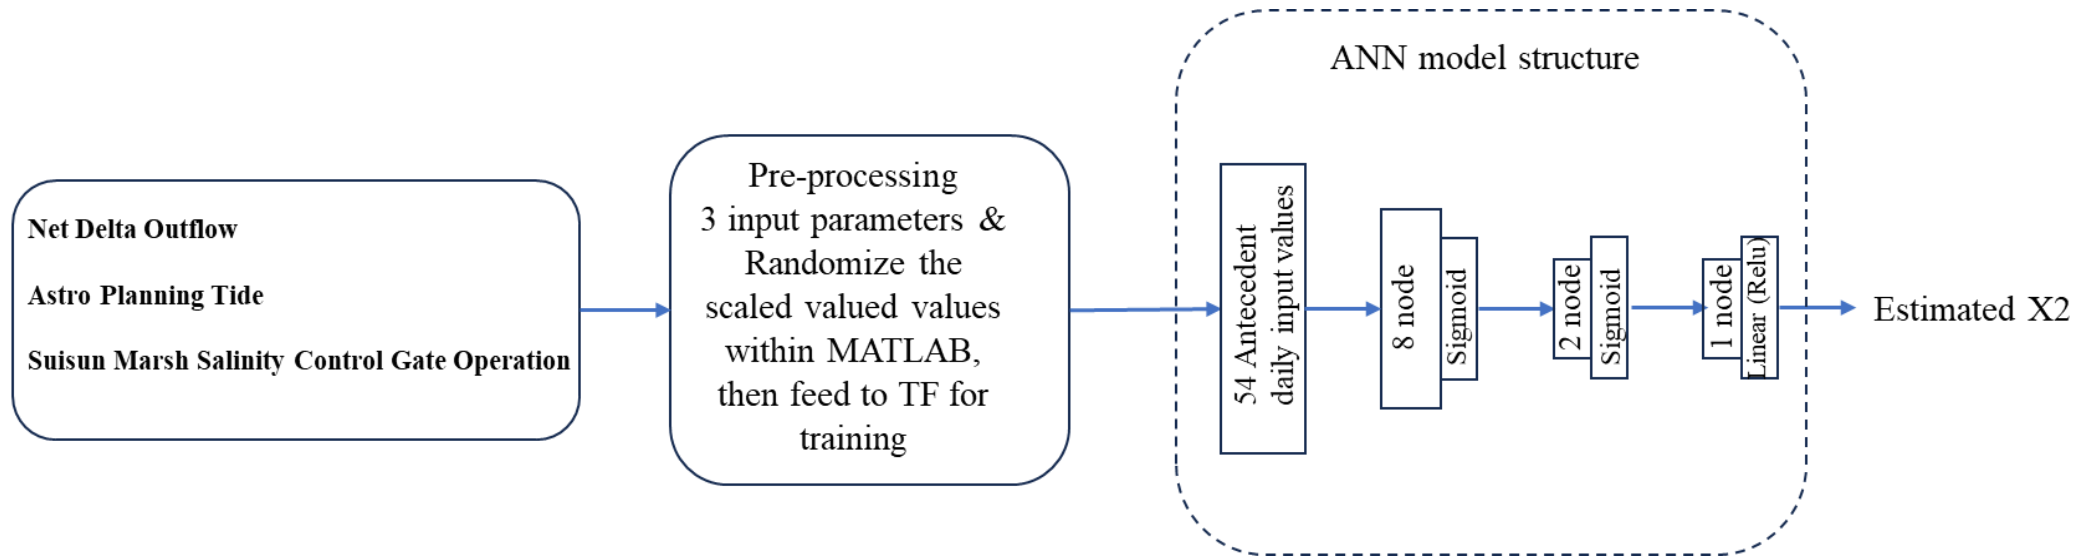 ANN model structure
Net Delta Outflow
Astro Planning Tide
Suisun Marsh Salinity Control Gate Operation
Pre-processing
3 input parameters &
Randomize the
scaled valued values
within MATLAB,
then feed to TF for
training
54 Antecedent
daily input values
8 node
Sigmoid
2 node
Sigmoid
1 node
Linear (Relu)
Estimated X2